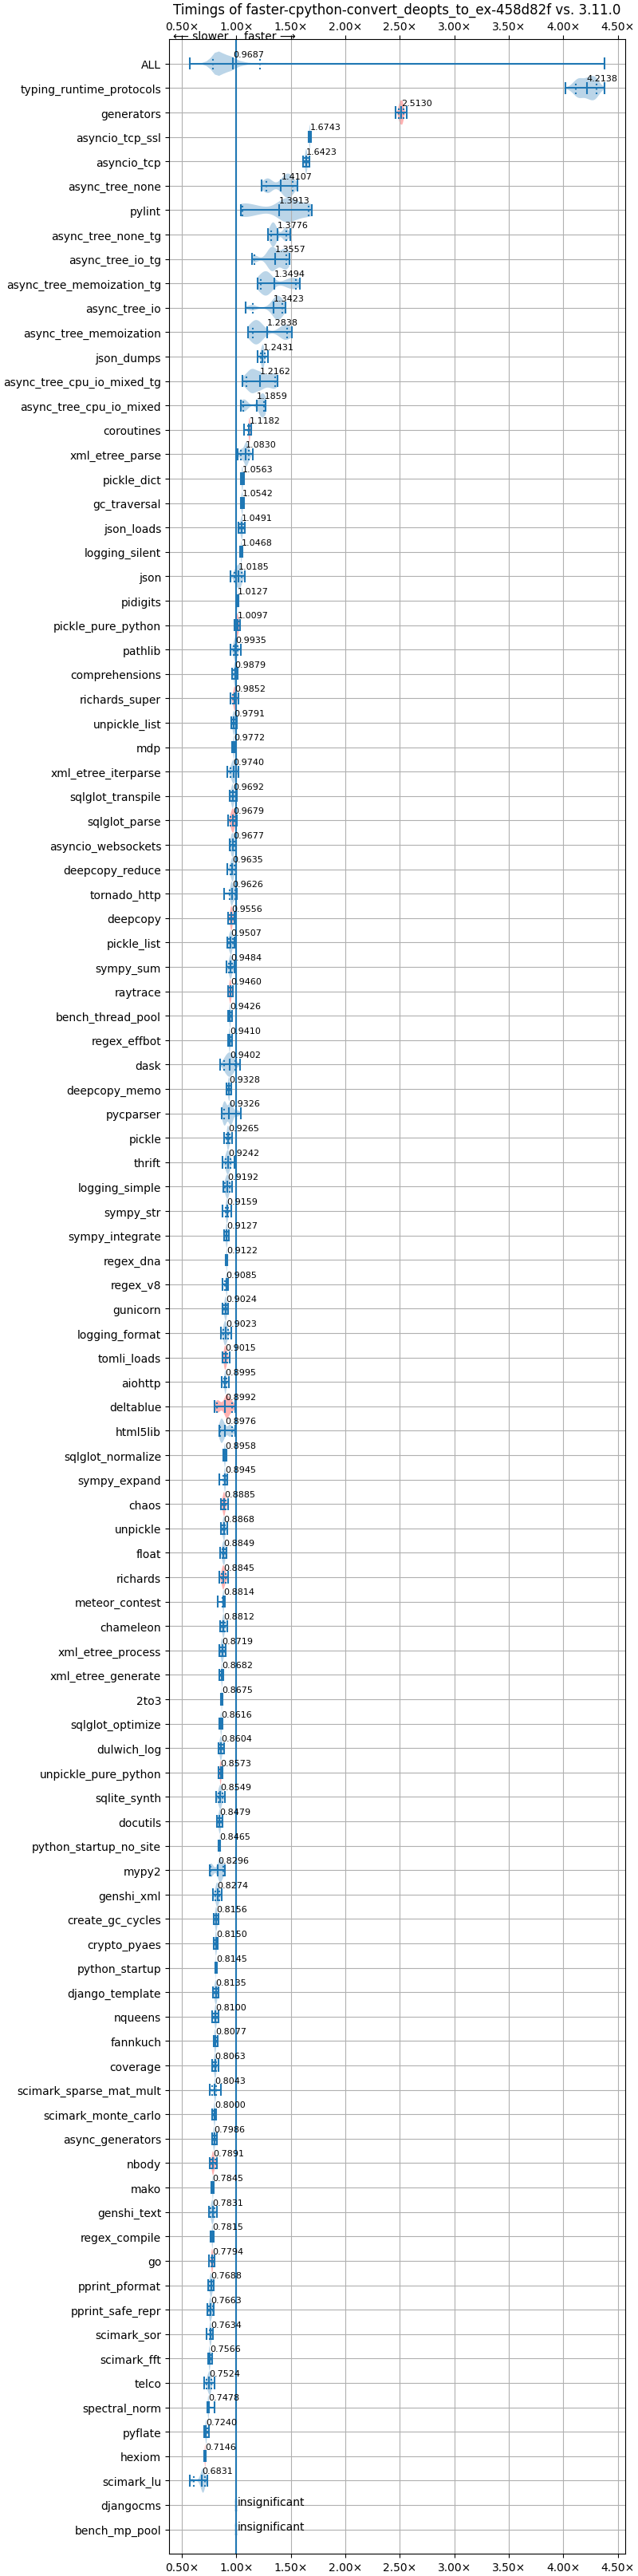 Timings of faster-cpython-convert_deopts_to_ex-458d82f vs. 3.11.0
0.50× 1.00× 1.50× 2.00× 2.50× 3.00× 3.50× 4.00× 4.50×
⟵ slower faster ⟶
ALL 0.9687
typing_runtime_protocols 4.2138
generators 2.5130
asyncio_tcp_ssl 1.6743
asyncio_tcp 1.6423
async_tree_none 1.4107
pylint 1.3913
async_tree_none_tg 1.3776
async_tree_io_tg 1.3557
async_tree_memoization_tg 1.3494
async_tree_io 1.3423
async_tree_memoization 1.2838
json_dumps 1.2431
async_tree_cpu_io_mixed_tg 1.2162
async_tree_cpu_io_mixed 1.1859
coroutines 1.1182
xml_etree_parse 1.0830
pickle_dict 1.0563
gc_traversal 1.0542
json_loads 1.0491
logging_silent 1.0468
json 1.0185
pidigits 1.0127
pickle_pure_python 1.0097
pathlib 0.9935
comprehensions 0.9879
richards_super 0.9852
unpickle_list 0.9791
mdp 0.9772
xml_etree_iterparse 0.9740
sqlglot_transpile 0.9692
sqlglot_parse 0.9679
asyncio_websockets 0.9677
deepcopy_reduce 0.9635
tornado_http 0.9626
deepcopy 0.9556
pickle_list 0.9507
sympy_sum 0.9484
raytrace 0.9460
bench_thread_pool 0.9426
regex_effbot 0.9410
dask 0.9402
deepcopy_memo 0.9328
pycparser 0.9326
pickle 0.9265
thrift 0.9242
logging_simple 0.9192
sympy_str 0.9159
sympy_integrate 0.9127
regex_dna 0.9122
regex_v8 0.9085
gunicorn 0.9024
logging_format 0.9023
tomli_loads 0.9015
aiohttp 0.8995
deltablue 0.8992
html5lib 0.8976
sqlglot_normalize 0.8958
sympy_expand 0.8945
chaos 0.8885
unpickle 0.8868
float 0.8849
richards 0.8845
meteor_contest 0.8814
chameleon 0.8812
xml_etree_process 0.8719
xml_etree_generate 0.8682
2to3 0.8675
sqlglot_optimize 0.8616
dulwich_log 0.8604
unpickle_pure_python 0.8573
sqlite_synth 0.8549
docutils 0.8479
python_startup_no_site 0.8465
mypy2 0.8296
genshi_xml 0.8274
create_gc_cycles 0.8156
crypto_pyaes 0.8150
python_startup 0.8145
django_template 0.8135
nqueens 0.8100
fannkuch 0.8077
coverage 0.8063
scimark_sparse_mat_mult 0.8043
scimark_monte_carlo 0.8000
async_generators 0.7986
nbody 0.7891
mako 0.7845
genshi_text 0.7831
regex_compile 0.7815
go 0.7794
pprint_pformat 0.7688
pprint_safe_repr 0.7663
scimark_sor 0.7634
scimark_fft 0.7566
telco 0.7524
spectral_norm 0.7478
pyflate 0.7240
hexiom 0.7146
scimark_lu 0.6831
djangocms insignificant
bench_mp_pool insignificant
0.50× 1.00× 1.50× 2.00× 2.50× 3.00× 3.50× 4.00× 4.50×